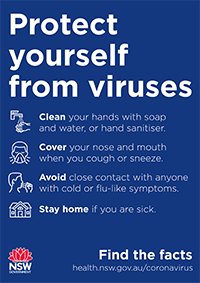 Protect
yourself
from viruses
Clean your hands with soap
and water, or hand sanitiser.
Cover your nose and mouth
when you cough or sneeze.
Avoid close contact with anyone
with cold or flu-like symptoms.
Stay home if you are sick.
NSW
GOVERNMENT
Find the facts
health.nsw.gov.au/coronavirus